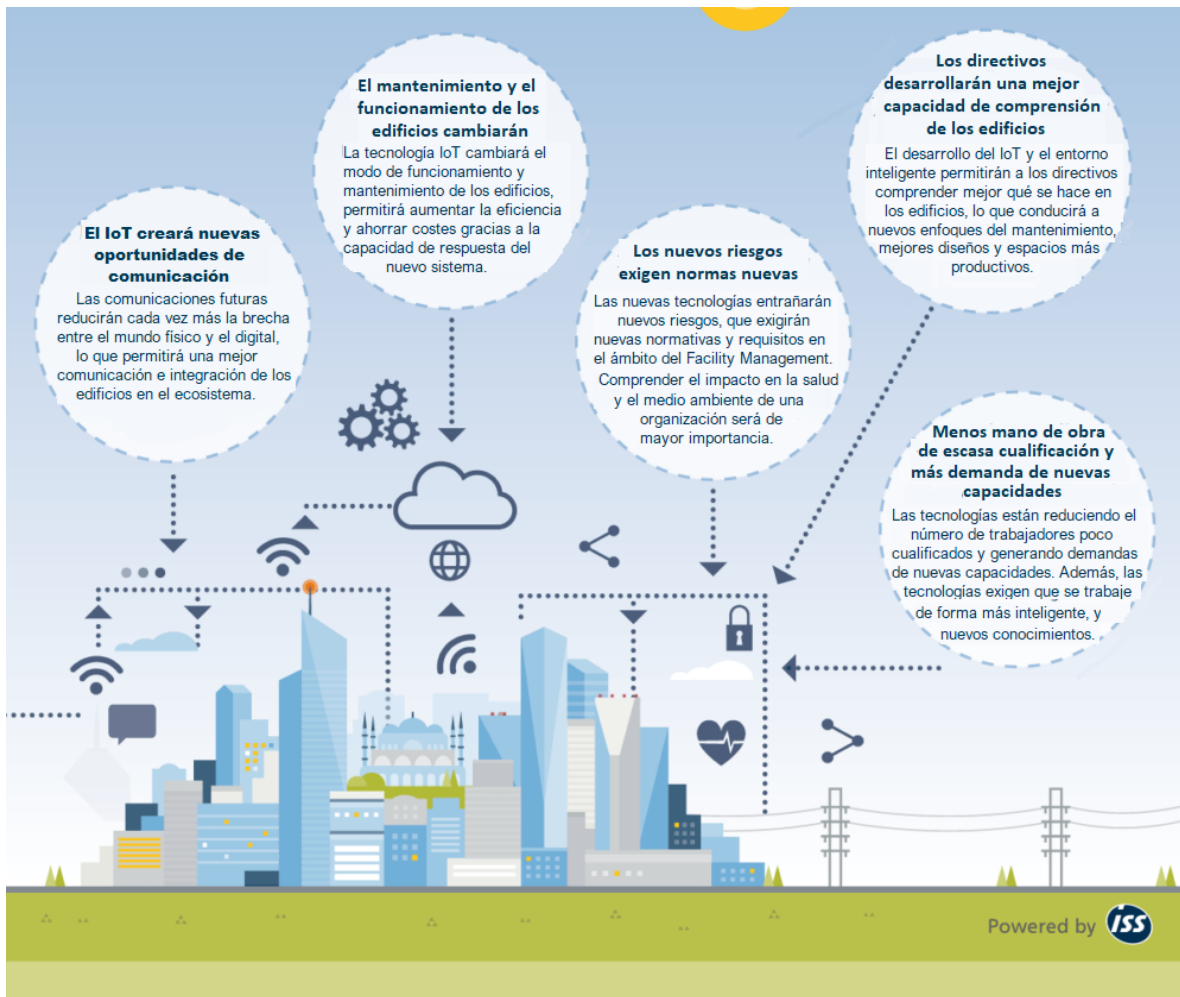 El IoT creará nuevas
oportunidades de
comunicación
Las comunicaciones futuras
reducirán cada vez más la brecha
entre el mundo físico y el digital,
lo que permitirá una mejor
comunicación e integración de los
edificios en el ecosistema.
El mantenimiento y el
funcionamiento de los
edificios cambiarán
La tecnología IoT cambiará el
modo de funcionamiento y
mantenimiento de los edificios,
permitirá aumentar la eficiencia
y ahorrar costes gracias a la
capacidad de respuesta del
nuevo sistema.
Los nuevos riesgos
exigen normas nuevas
Las nuevas tecnologías entrañarán
nuevos riesgos, que exigirán
nuevas normativas y requisitos en
el ámbito del Facility Management.
Comprender el impacto en la salud
y el medio ambiente de una
organización será de
mayor importancia.
Los directivos
desarrollarán una mejor
capacidad de comprensión
de los edificios
El desarrollo del IoT y el entorno
inteligente permitirán a los directivos
comprender mejor qué se hace en
los edificios, lo que conducirá a
nuevos enfoques del mantenimiento,
mejores diseños y espacios más
productivos.
Menos mano de obra
de escasa cualificación y
más demanda de nuevas
capacidades
Las tecnologías están reduciendo el
número de trabajadores poco
cualificados y generando demandas
de nuevas capacidades. Además, las
tecnologías exigen que se trabaje
de forma más inteligente, y
nuevos conocimientos.
Powered by ISS